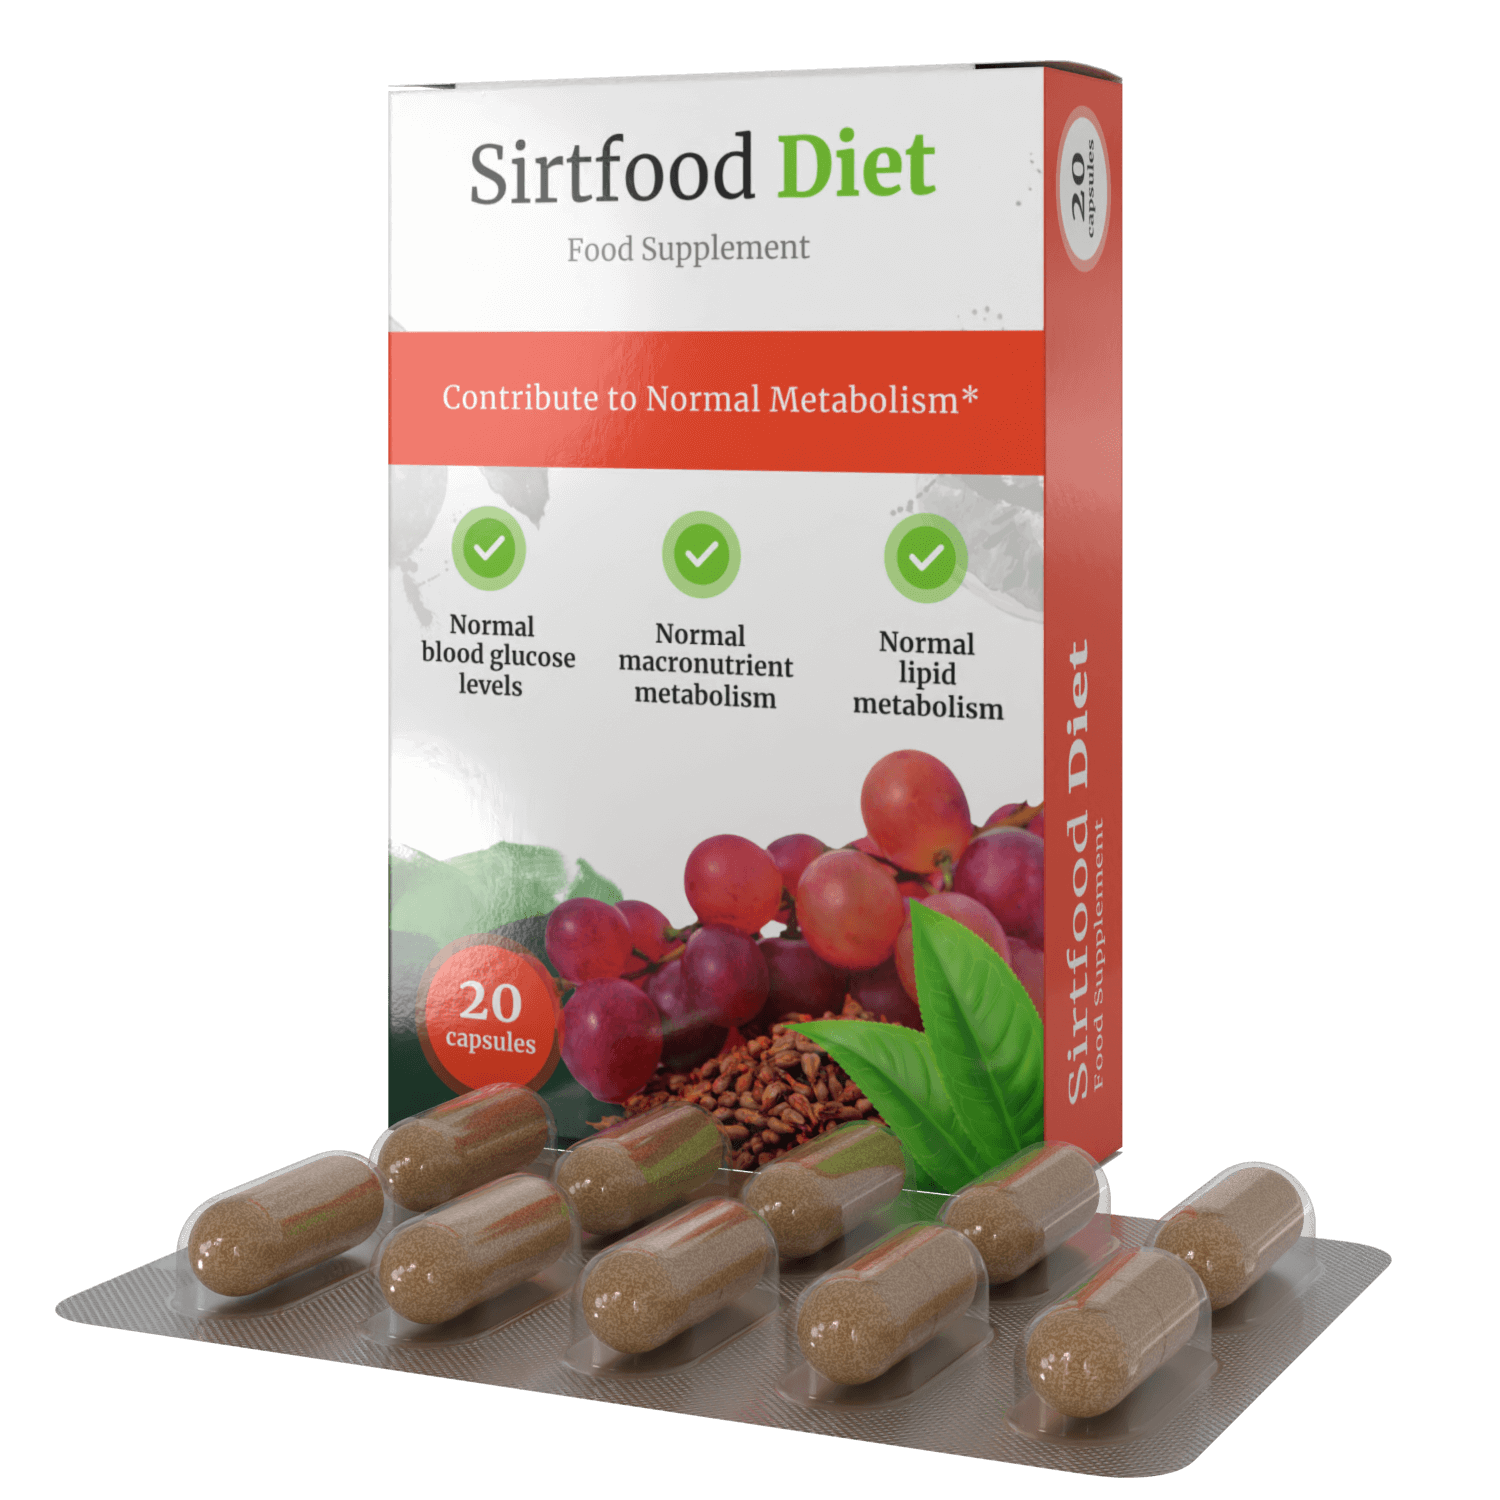 Sirtfood Diet
Food Supplement
Contribute to Normal Metabolism*
Normal
blood glucose
levels
Normal
macronutrient
metabolism
Normal
lipid
metabolism
20
capsules
20
capsules
Sirtfood Diet
Food Supplement